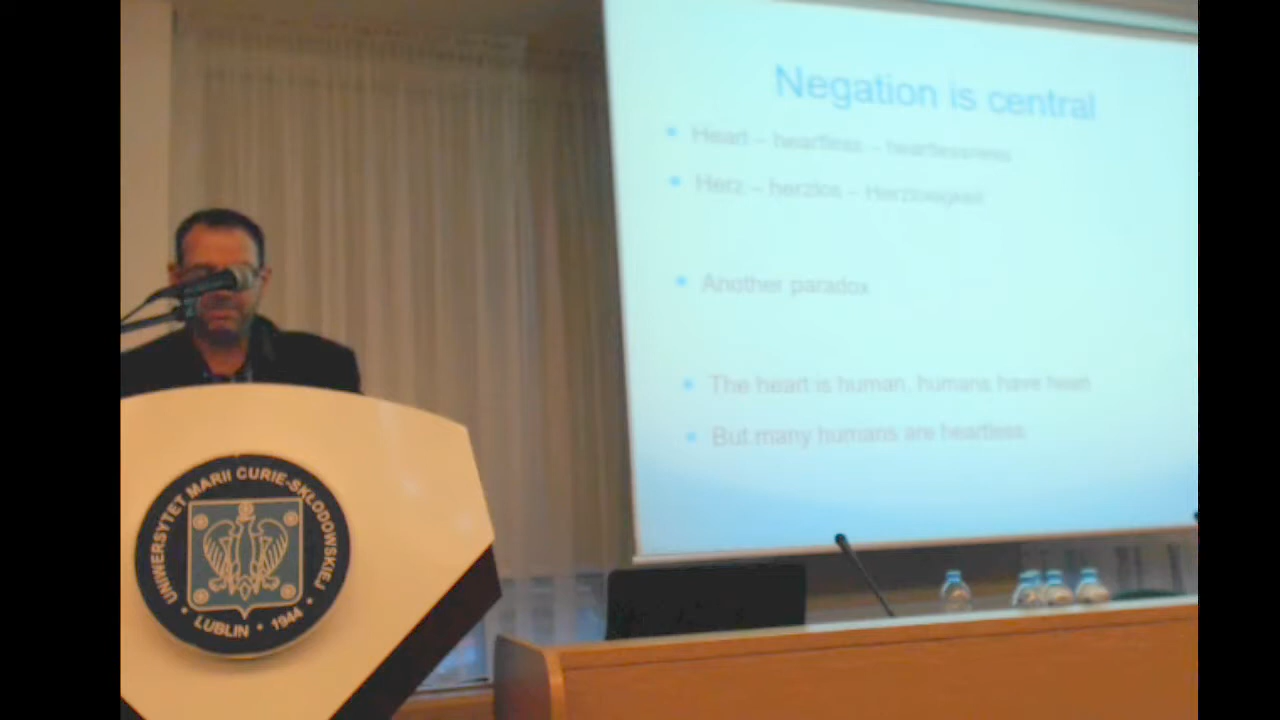 Negation is central
Heart – heartless – heartlessness
Herz – herzlos – Herzlosigkeit
Another paradox
The heart is human, humans have heart
But many humans are heartless
UNIWERSYTET MARII CURIE-SKŁODOWSKIEJ
LUBLIN • 1944